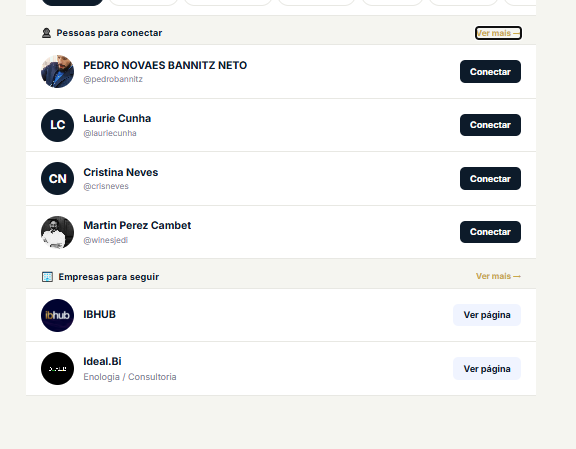 Pessoas para conectar
Ver mais →
PEDRO NOVAES BANNITZ NETO
@pedrobannitz
Conectar
LC
Laurie Cunha
@lauriecunha
Conectar
CN
Cristina Neves
@crisneves
Conectar
Martin Perez Cambet
@winesjedi
Conectar
Empresas para seguir
Ver mais →
ibhub
IBHUB
Ver página
Ideal.Bi
Enologia / Consultoria
Ver página